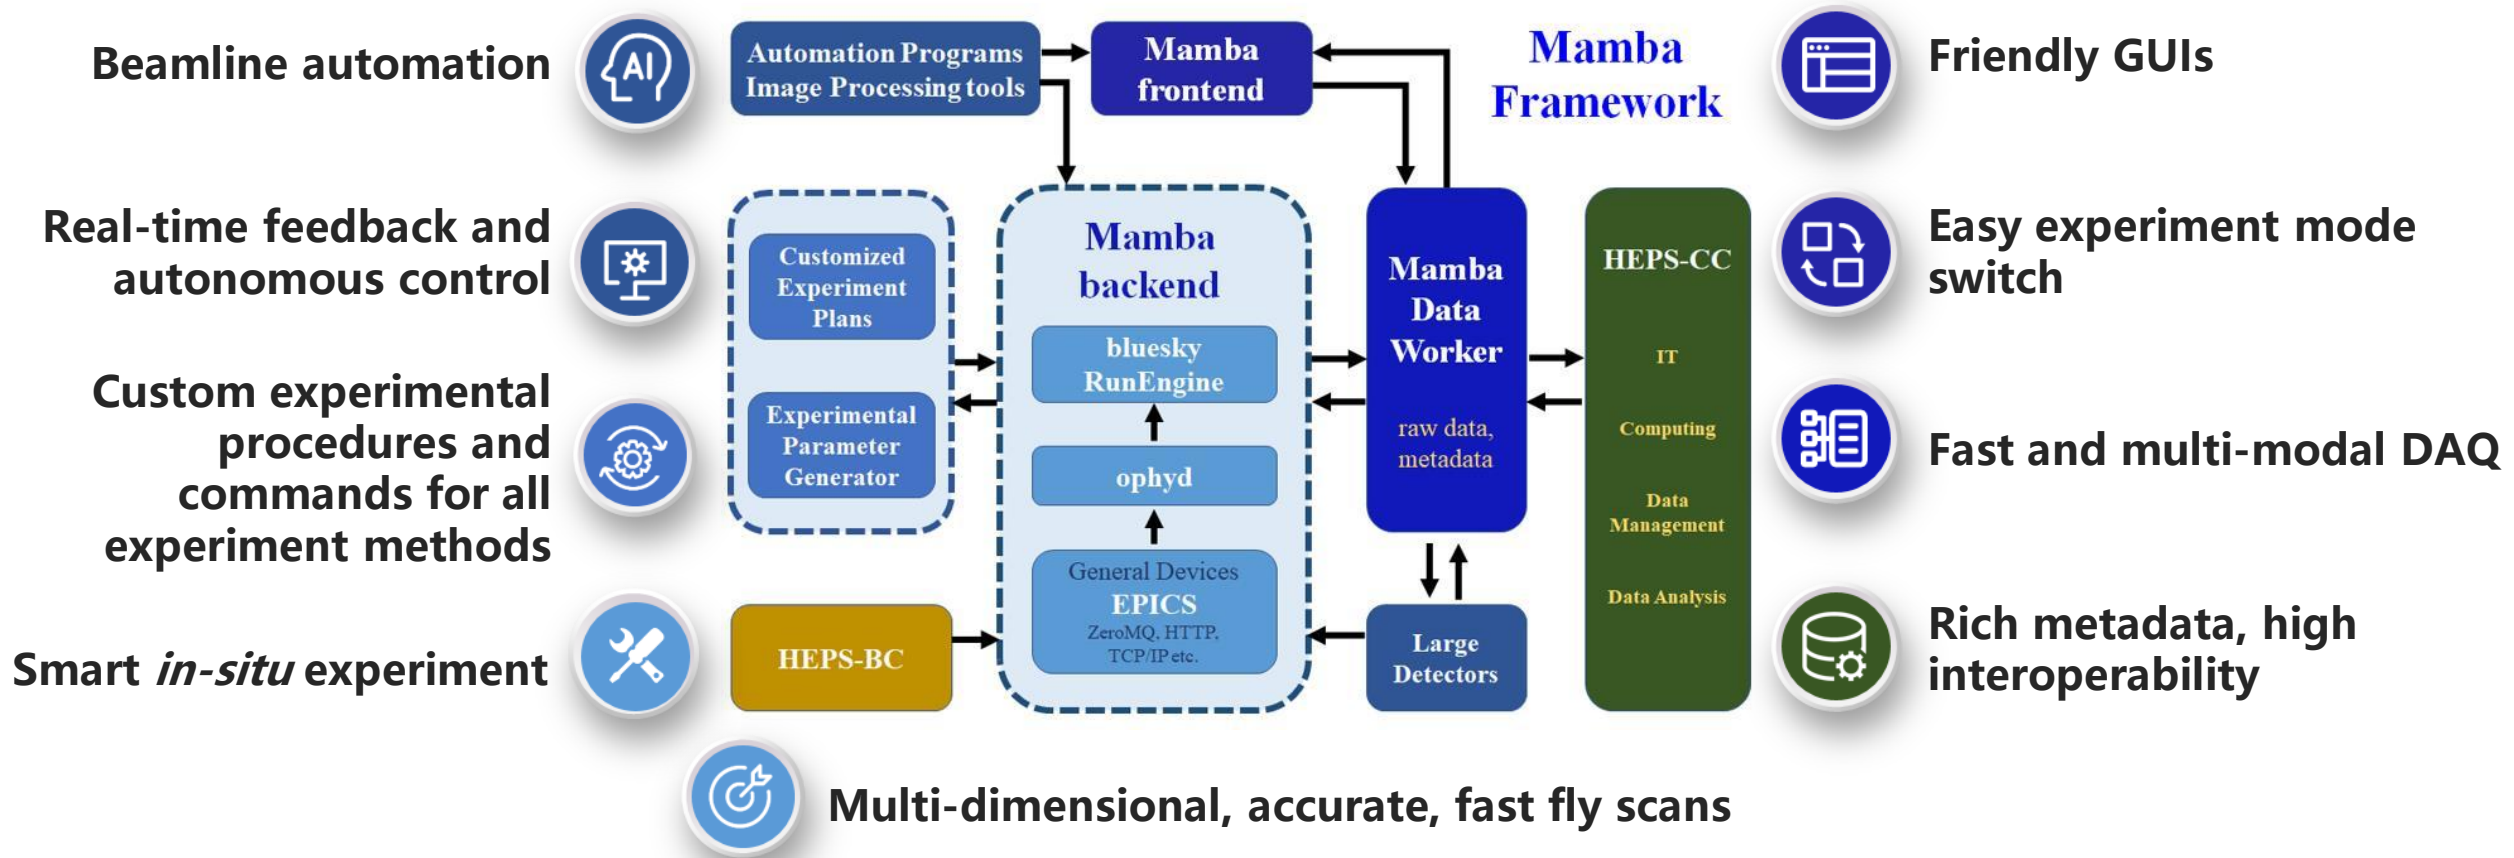 Beamline automation
Real-time feedback and
autonomous control
Custom experimental
procedures and
commands for all
experiment methods
Smart in-situ experiment
Automation Programs
Image Processing tools
Mamba
frontend
Mamba
Framework
Customized
Experiment
Plans
Experimental
Parameter
Generator
HEPS-BC
Mamba
backend
bluesky
RunEngine
ophyd
General Devices
EPICS
ZeroMQ, HTTP,
TCP/IP etc.
Mamba
Data
Worker
raw data,
metadata
Large
Detectors
HEPS-CC
IT
Computing
Data
Management
Data Analysis
Friendly GUIs
Easy experiment mode
switch
Fast and multi-modal DAQ
Rich metadata, high
interoperability
Multi-dimensional, accurate, fast fly scans
AI